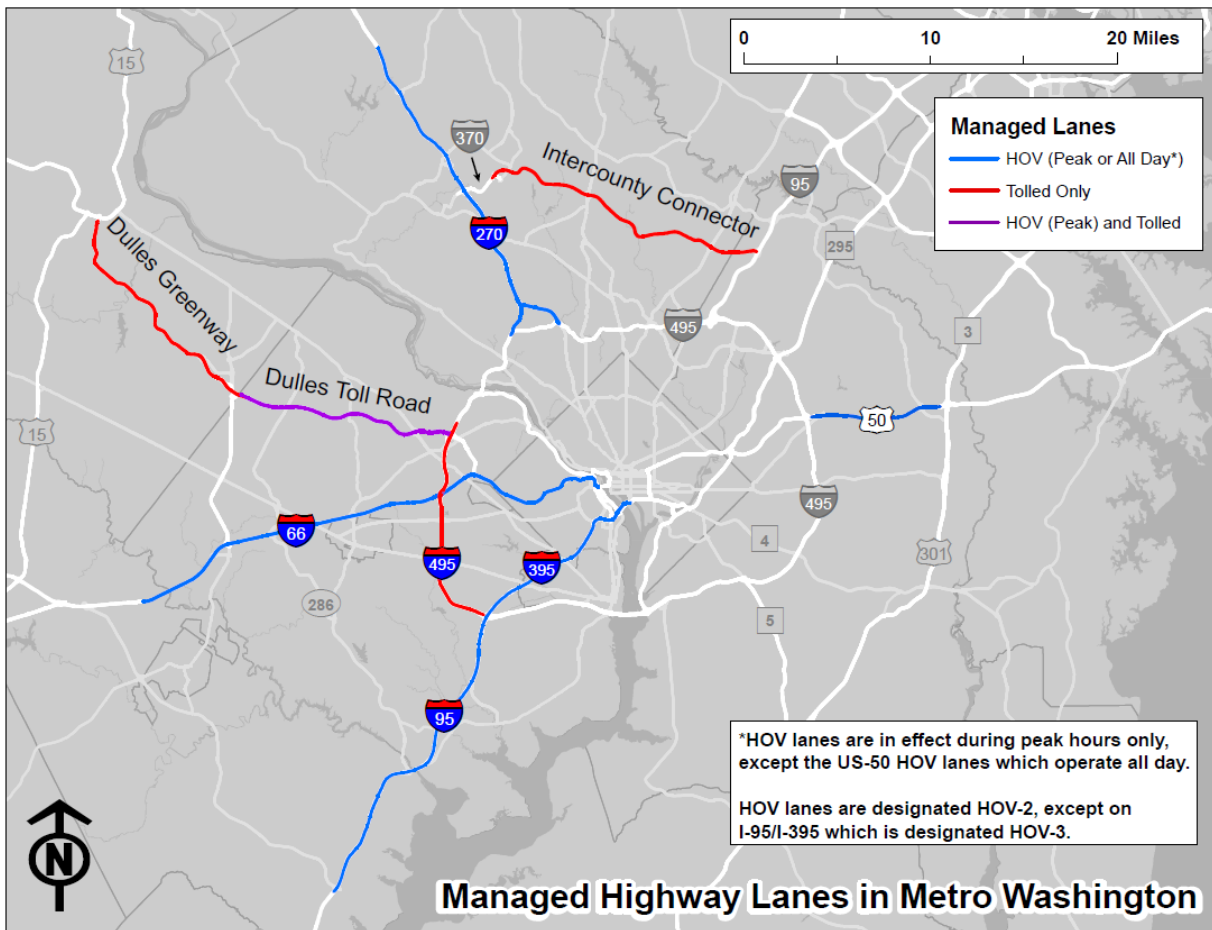 0 10 20 Miles
15
Managed Lanes
HOV (Peak or All Day*)
Tolled Only
HOV (Peak) and Tolled
370
Intercounty Connector
95
270
295
Dulles Greenway
495
3
Dulles Toll Road
50
15
495
66
4
301
495
395
286
5
95
*HOV lanes are in effect during peak hours only,
except the US-50 HOV lanes which operate all day.
HOV lanes are designated HOV-2, except on
I-95/I-395 which is designated HOV-3.
N
Managed Highway Lanes in Metro Washington